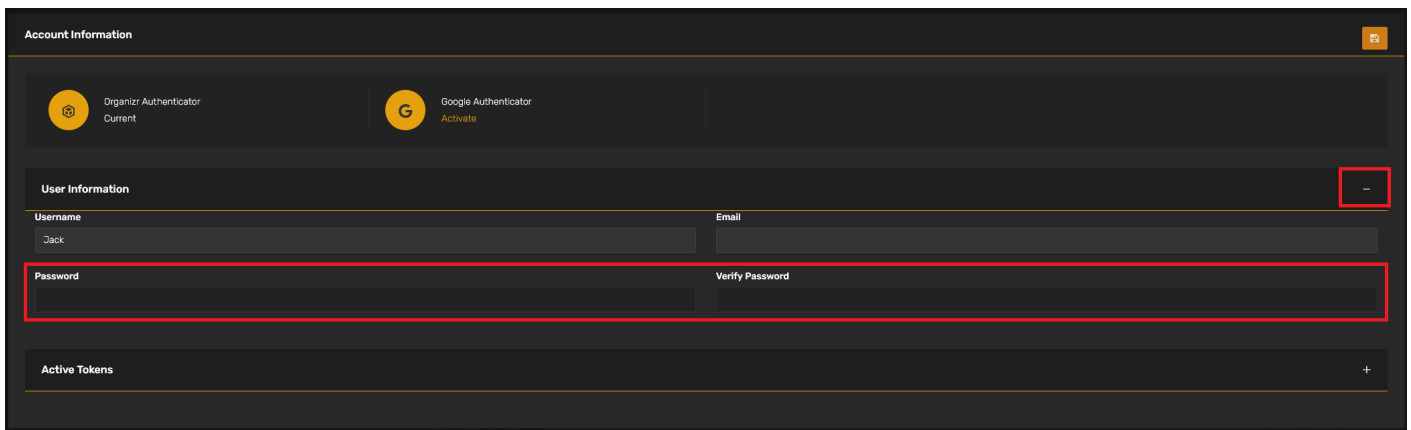 Account Information
Organizr Authenticator
Current
Google Authenticator
Activate
User Information
Username
Email
Jack
Password
Verify Password
Active Tokens